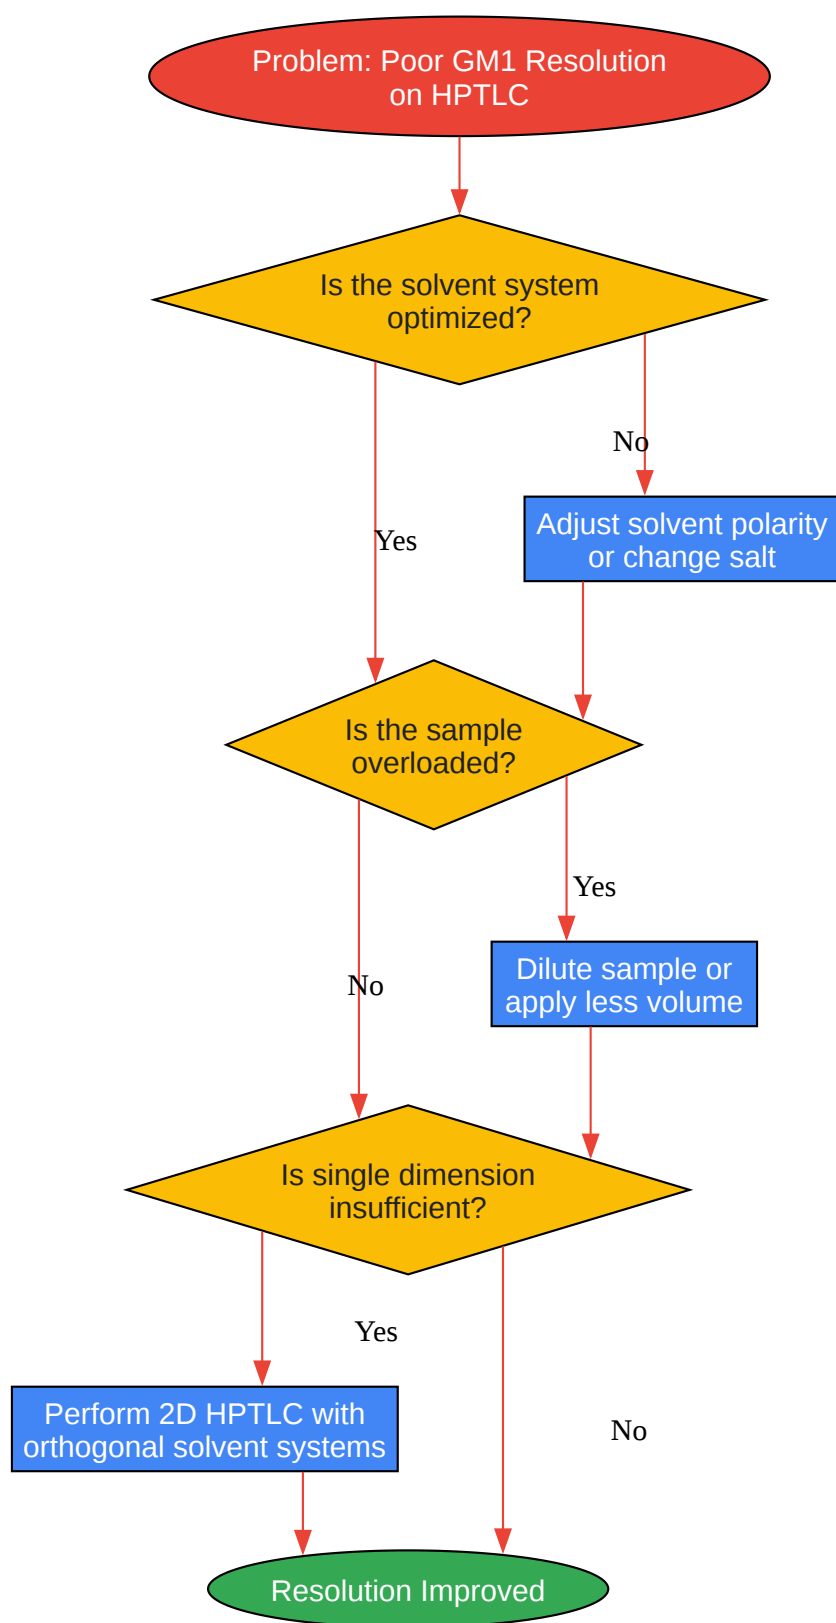 Problem: Poor GM1 Resolution
on HPTLC
Is the solvent system
optimized?
No
Adjust solvent polarity
or change salt
Yes
Is the sample
overloaded?
Yes
Dilute sample or
apply less volume
No
Is single dimension
insufficient?
Yes
Perform 2D HPTLC with
orthogonal solvent systems
No
Resolution Improved